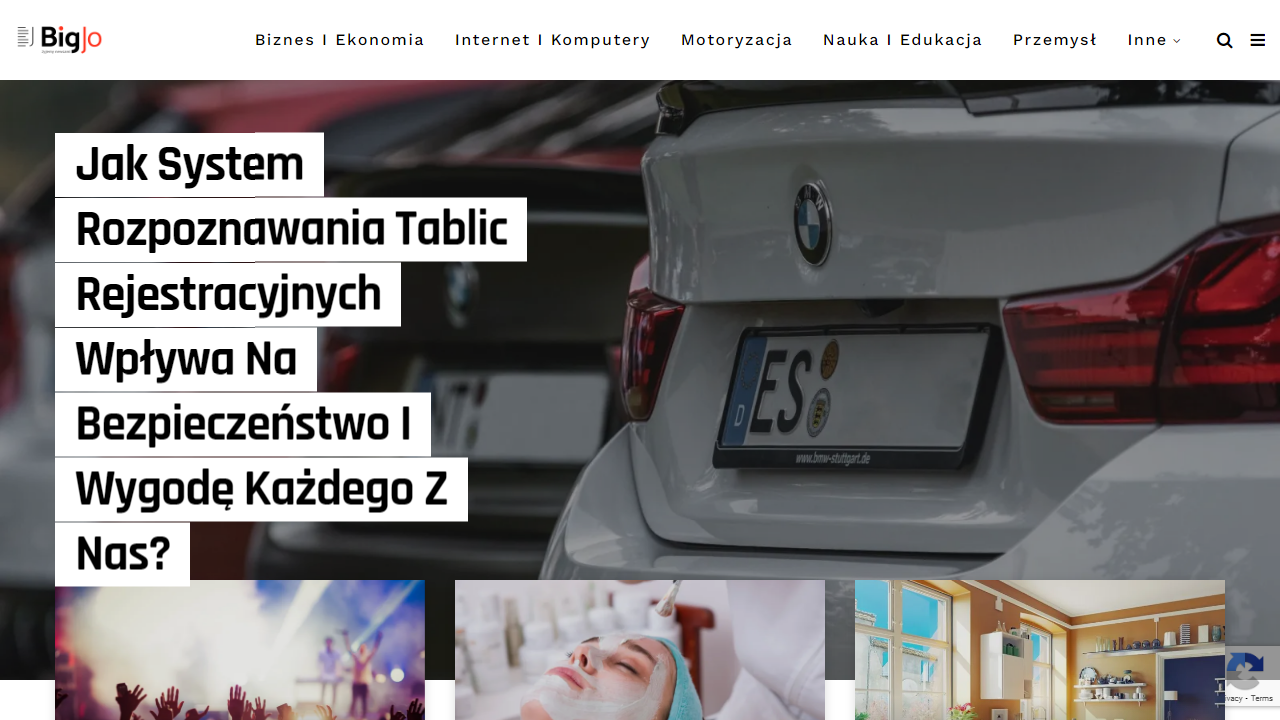 BigJo
Biznes I Ekonomia
Internet I Komputery
Motoryzacja
Nauka I Edukacja
Przemysł
Inne
Jak System
Rozpoznawania Tablic
Rejestracyjnych
Wpływa Na
Bezpieczeństwo I
Wygodę Każdego Z
Nas?
BMW
D ES
www.bmw-stuttgart.de
- Terms